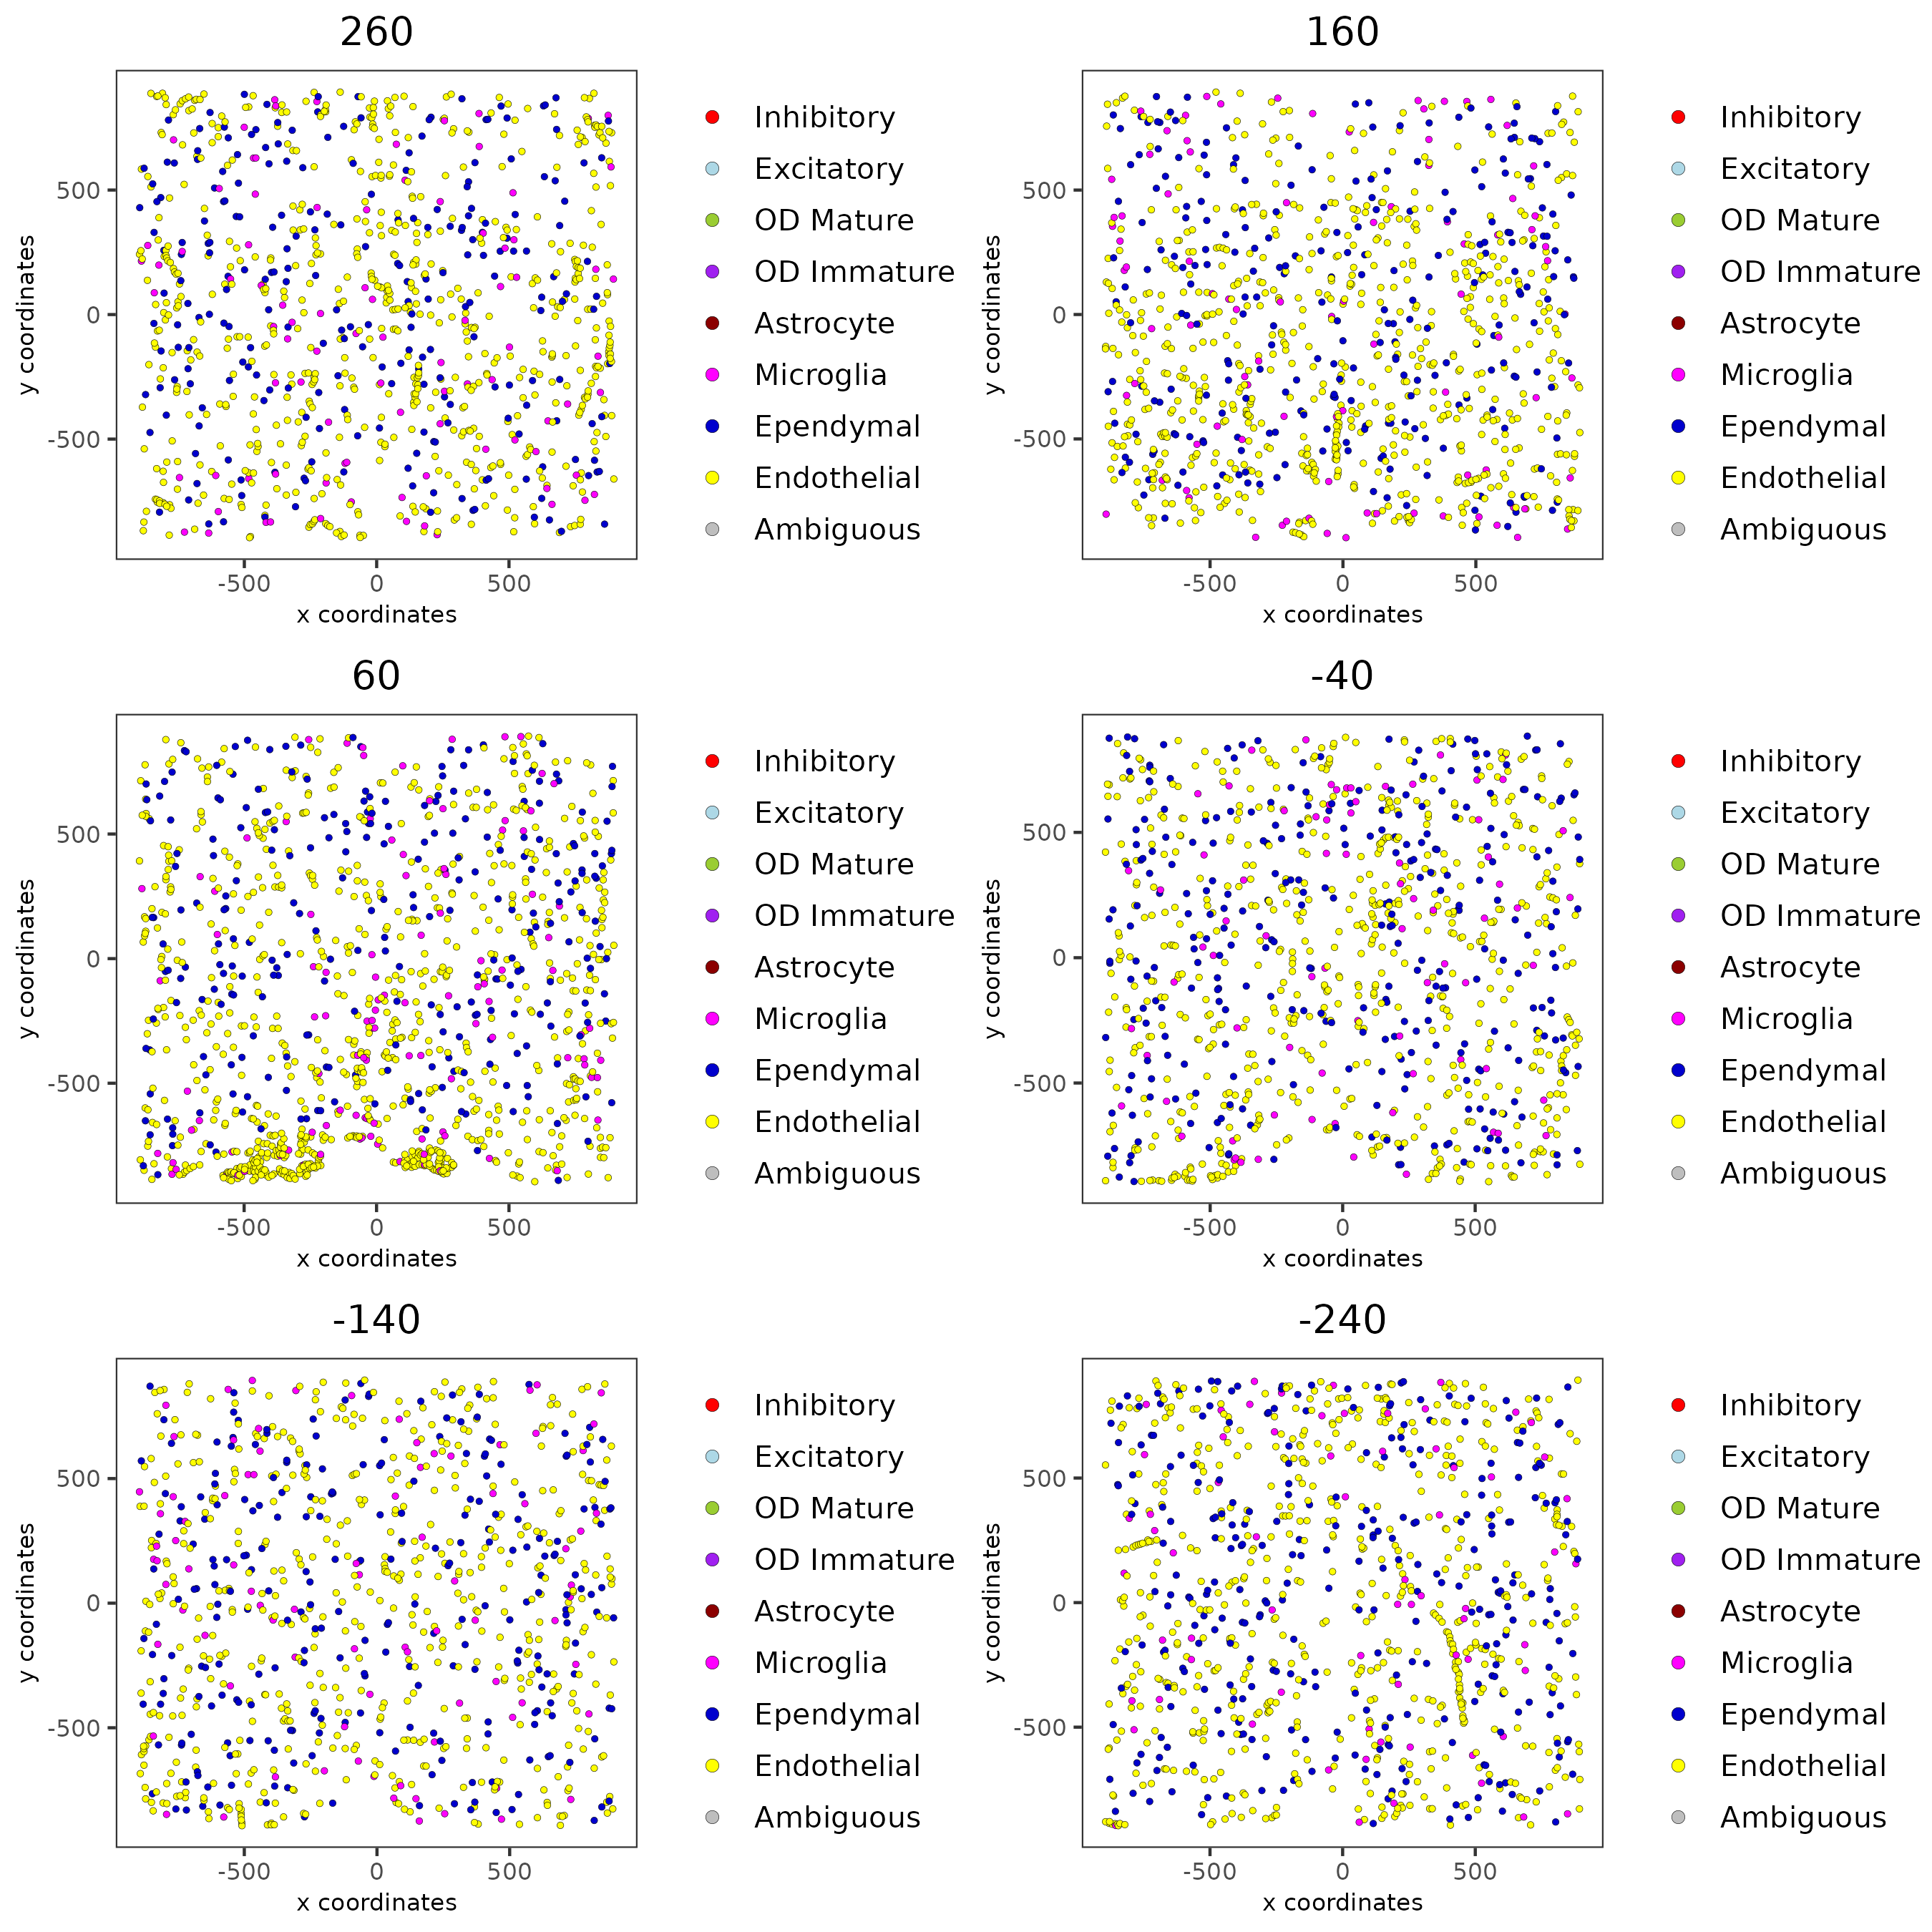 260
500
0
-500
y coordinates
-500 0 500
x coordinates
Inhibitory
Excitatory
OD Mature
OD Immature
Astrocyte
Microglia
Ependymal
Endothelial
Ambiguous
160
500
0
-500
y coordinates
-500 0 500
x coordinates
Inhibitory
Excitatory
OD Mature
OD Immature
Astrocyte
Microglia
Ependymal
Endothelial
Ambiguous
60
500
0
-500
y coordinates
-500 0 500
x coordinates
Inhibitory
Excitatory
OD Mature
OD Immature
Astrocyte
Microglia
Ependymal
Endothelial
Ambiguous
-40
500
0
-500
y coordinates
-500 0 500
x coordinates
Inhibitory
Excitatory
OD Mature
OD Immature
Astrocyte
Microglia
Ependymal
Endothelial
Ambiguous
-140
500
0
-500
y coordinates
-500 0 500
x coordinates
Inhibitory
Excitatory
OD Mature
OD Immature
Astrocyte
Microglia
Ependymal
Endothelial
Ambiguous
-240
500
0
-500
y coordinates
-500 0 500
x coordinates
Inhibitory
Excitatory
OD Mature
OD Immature
Astrocyte
Microglia
Ependymal
Endothelial
Ambiguous